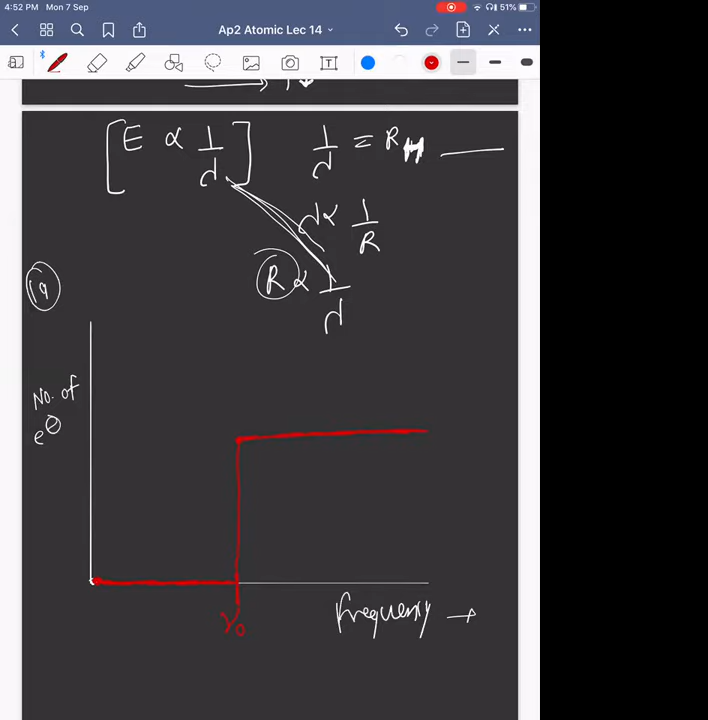 4:52 PM Mon 7 Sep 51%
Ap2 Atomic Lec 14
[E ∝ 1/λ] 1/λ = R_H
λ ∝ 1/R
R ∝ 1/λ
19
No. of
e⊖
ν₀
frequency →